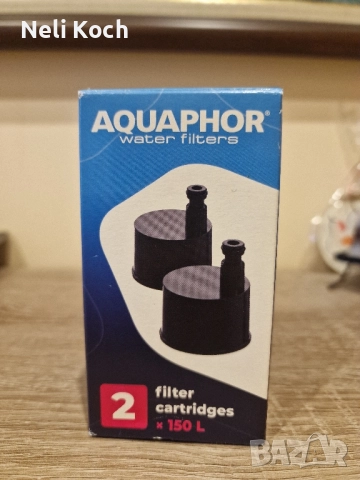 Neli Koch
AQUAPHOR®
water filters
2
filter
cartridges
× 150 L
BAZAR